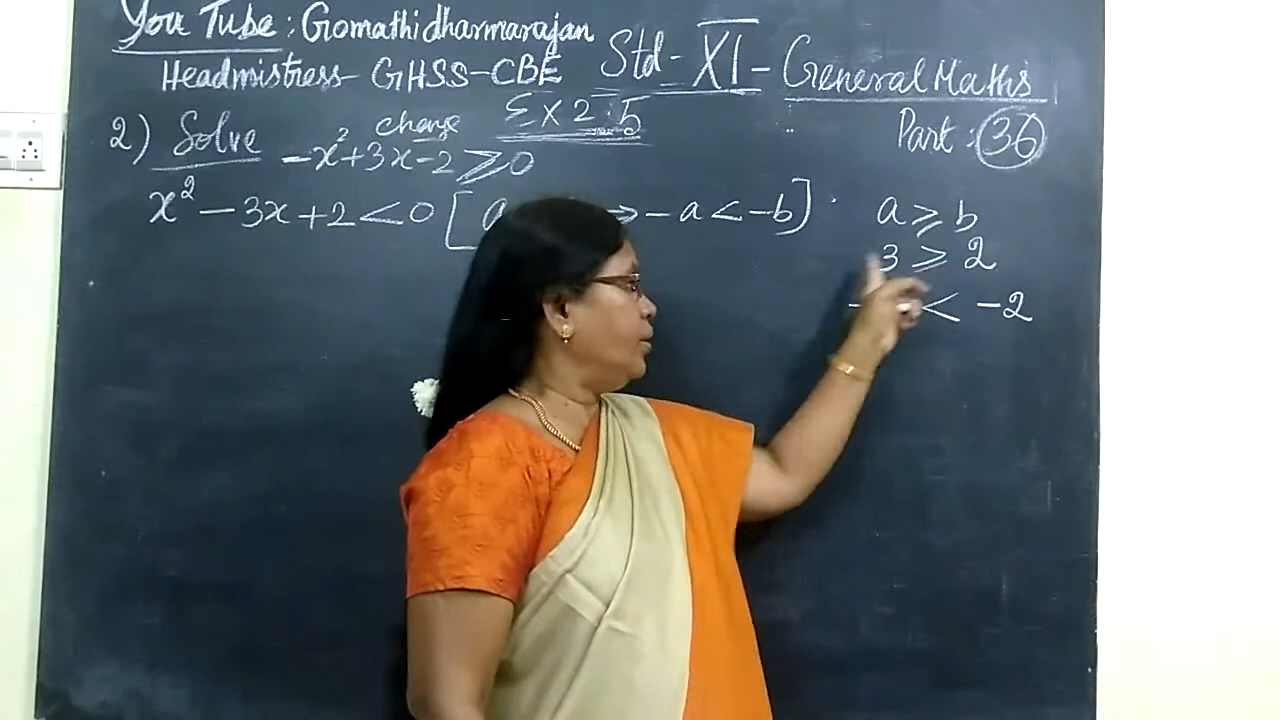 You Tube : Gomathidharmarajan
Headmistress - GHSS-CBE
Std - XI - General Maths
Ex 2.5
Part : 36
2) Solve -x²+3x-2 ⩾ 0
change
x² - 3x + 2 < 0 [a ⇒ -a < -b]
a ⩾ b
3 ⩾ 2
- < -2